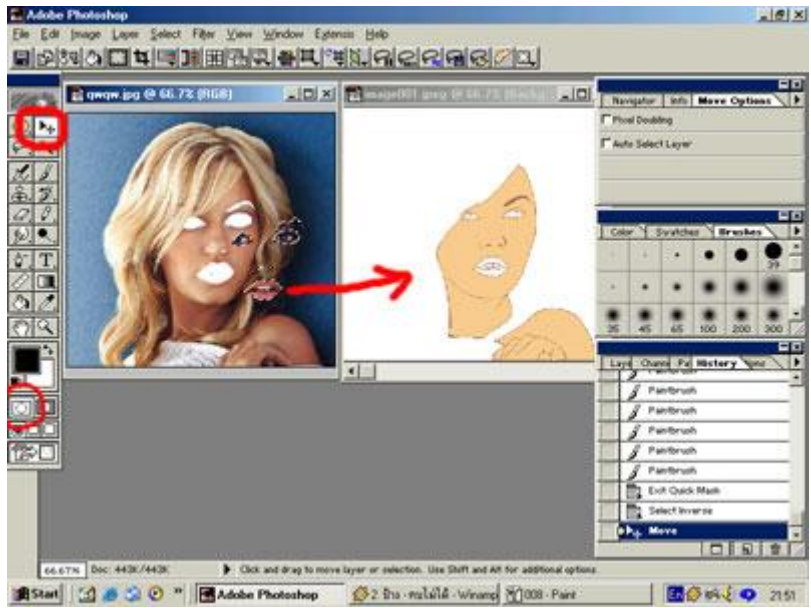 Adobe Photoshop
File Edit Image Layer Select Filter View Window Extensis Help
qwqw.jpg @ 66.7% (RGB)
Navigator Info Move Options
Pixel Doubling
Auto Select Layer
Color Swatches Brushes
39
35 45 65 100 200 300
History
Paintbrush
Paintbrush
Paintbrush
Paintbrush
Paintbrush
Exit Quick Mask
Select Inverse
Move
66.67% Doc: 443K/443K Click and drag to move layer or selection. Use Shift and Alt for additional options.
Start Adobe Photoshop - Winamp 008 - Paint En 21:51